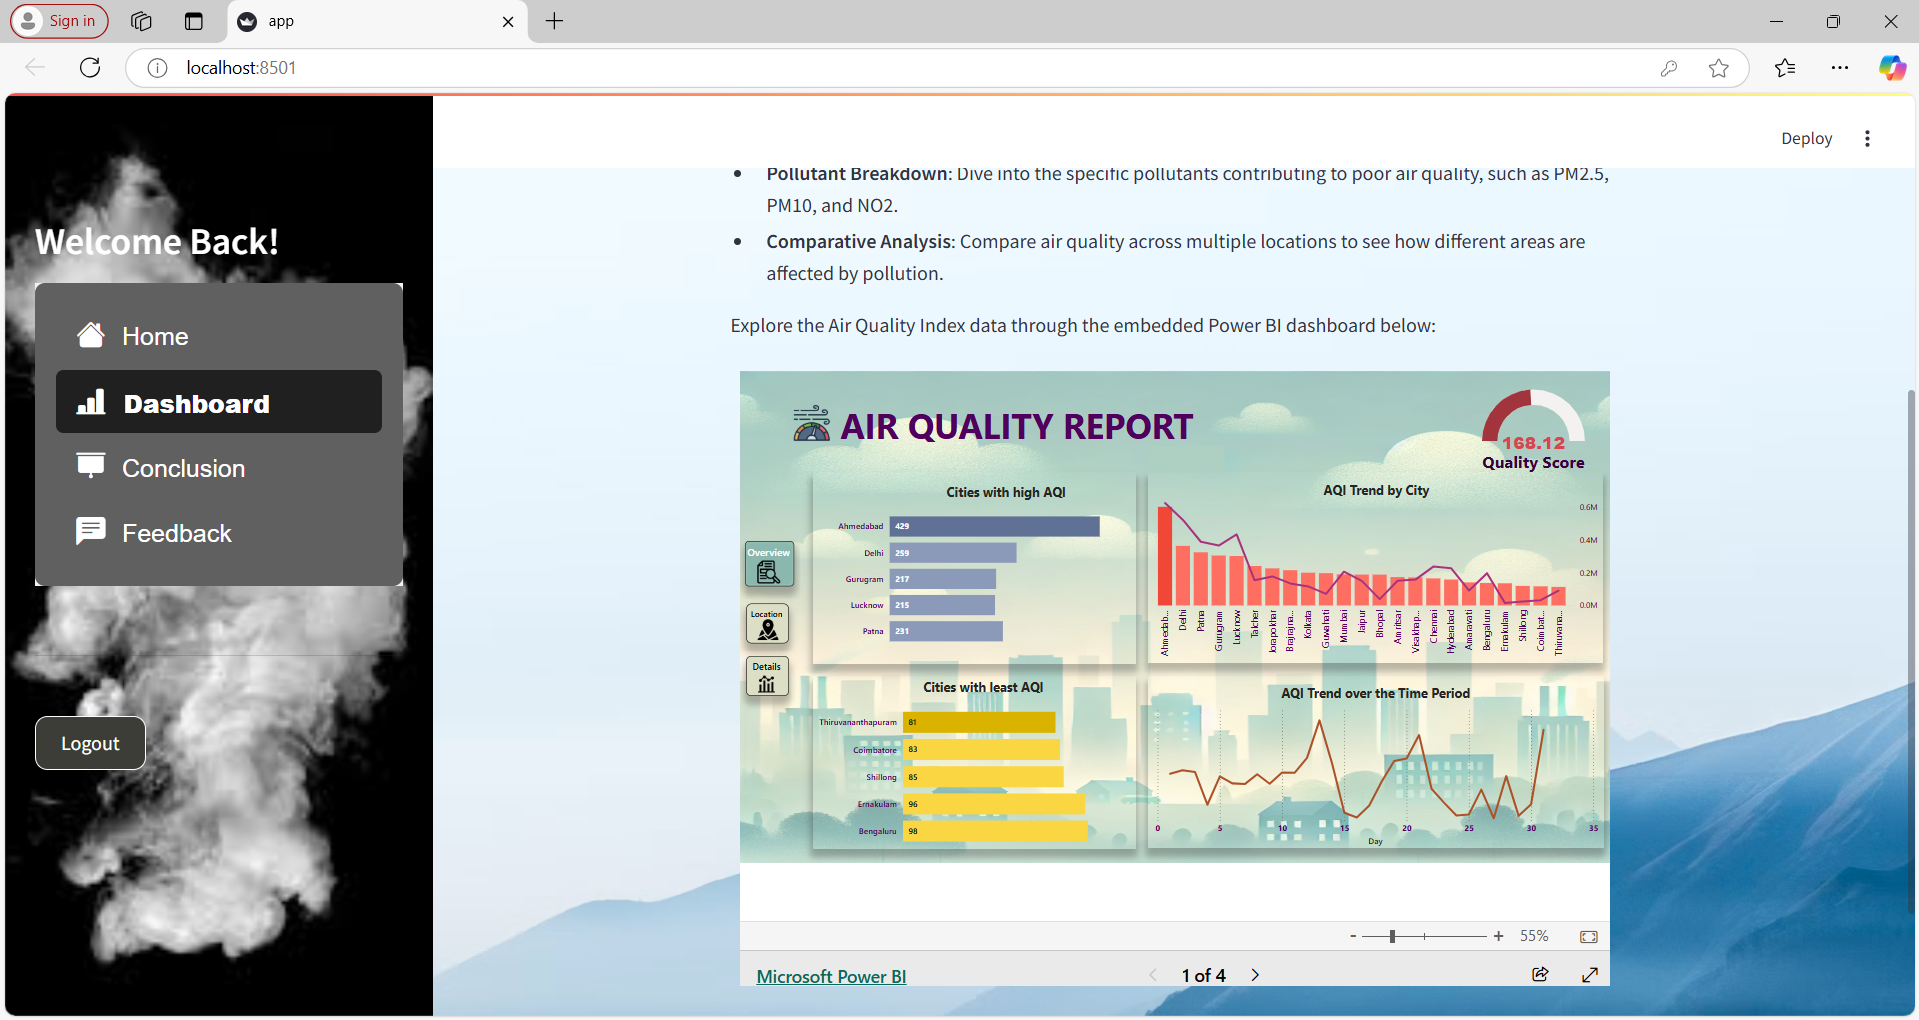 Sign in
app
localhost:8501
Deploy
Welcome Back!
Home
Dashboard
Conclusion
Feedback
Logout
Pollutant Breakdown: Dive into the specific pollutants contributing to poor air quality, such as PM2.5,
PM10, and NO2.
Comparative Analysis: Compare air quality across multiple locations to see how different areas are
affected by pollution.
Explore the Air Quality Index data through the embedded Power BI dashboard below:
AIR QUALITY REPORT
168.12
Quality Score
Overview
Location
Details
Cities with high AQI
Ahmedabad 429
Delhi 259
Gurugram 217
Lucknow 215
Patna 231
AQI Trend by City
0.6M
0.4M
0.2M
0.0M
Ahmedab...
Delhi
Patna
Gurugram
Lucknow
Talcher
Jorapokhar
Brajrajna...
Kolkata
Guwahati
Mumbai
Jaipur
Bhopal
Amritsar
Visakhap...
Chennai
Hyderabad
Amaravati
Bengaluru
Ernakulam
Shillong
Coimbat...
Thiruvana...
Cities with least AQI
Thiruvananthapuram 81
Coimbatore 83
Shillong 85
Ernakulam 96
Bengaluru 98
AQI Trend over the Time Period
0 5 10 15 20 25 30 35
Day
- + 55%
Microsoft Power BI
1 of 4